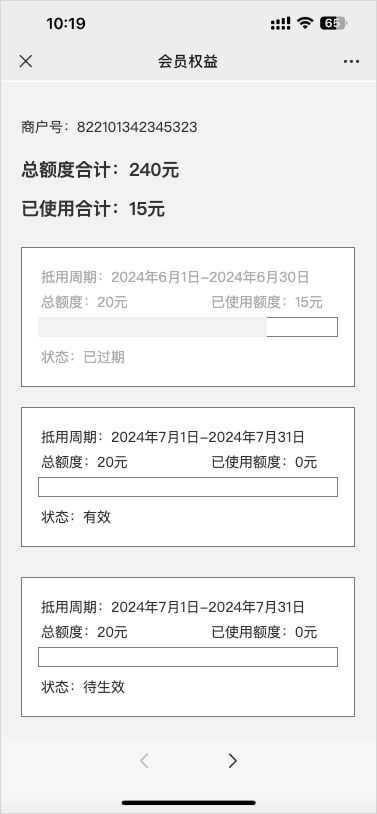 10:19
65
会员权益
商户号：822101342345323
总额度合计：240元
已使用合计：15元
抵用周期：2024年6月1日-2024年6月30日
总额度：20元 已使用额度：15元
状态：已过期
抵用周期：2024年7月1日-2024年7月31日
总额度：20元 已使用额度：0元
状态：有效
抵用周期：2024年7月1日-2024年7月31日
总额度：20元 已使用额度：0元
状态：待生效